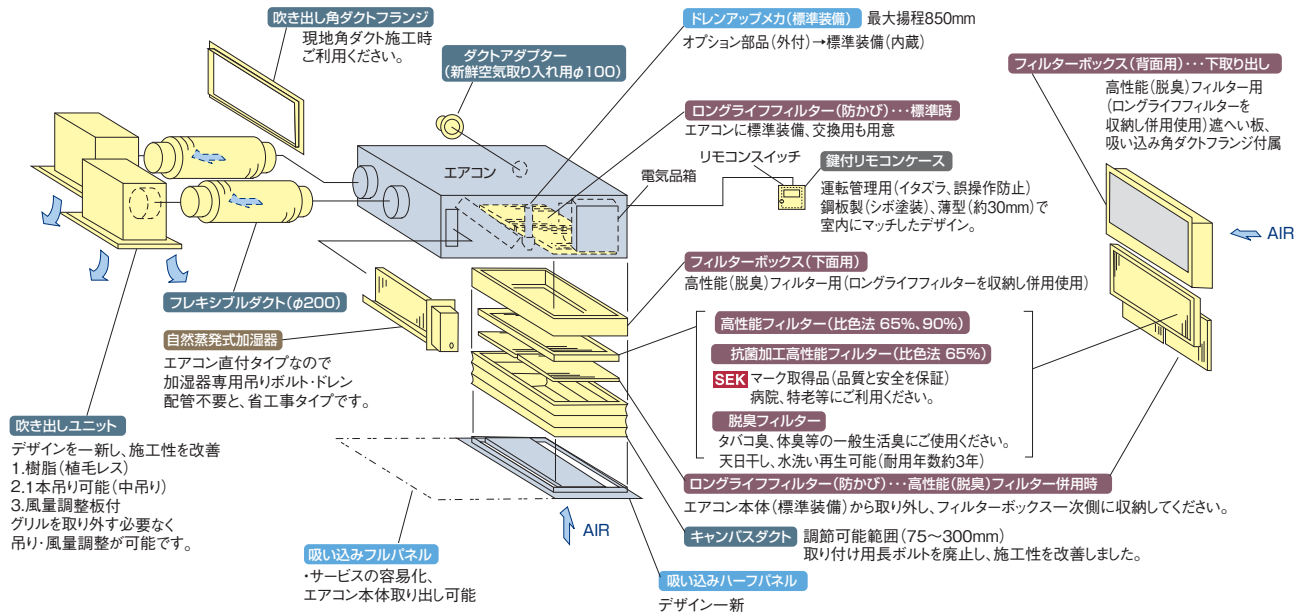 吹き出し角ダクトフランジ
現地角ダクト施工時
ご利用ください。
ダクトアダプター
(新鮮空気取り入れ用φ100)
ドレンアップメカ(標準装備) 最大揚程850mm
オプション部品(外付)→標準装備(内蔵)
ロングライフフィルター(防かび)･･･標準時
エアコンに標準装備、交換用も用意
リモコンスイッチ
鍵付リモコンケース
運転管理用(イタズラ、誤操作防止)
鋼板製(シボ塗装)、薄型(約30mm)で
室内にマッチしたデザイン。
フィルターボックス(背面用)･･･下取り出し
高性能(脱臭)フィルター用
(ロングライフフィルターを
収納し併用使用)遮へい板、
吸い込み角ダクトフランジ付属
AIR
エアコン
電気品箱
フレキシブルダクト(φ200)
自然蒸発式加湿器
エアコン直付タイプなので
加湿器専用吊りボルト・ドレン
配管不要と、省工事タイプです。
吹き出しユニット
デザインを一新し、施工性を改善
1.樹脂(植毛レス)
2.1本吊り可能(中吊り)
3.風量調整板付
グリルを取り外す必要なく
吊り・風量調整が可能です。
フィルターボックス(下面用)
高性能(脱臭)フィルター用(ロングライフフィルターを収納し併用使用)
高性能フィルター(比色法 65%、90%)
抗菌加工高性能フィルター(比色法 65%)
SEK マーク取得品(品質と安全を保証)
病院、特老等にご利用ください。
脱臭フィルター
タバコ臭、体臭等の一般生活臭にご使用ください。
天日干し、水洗い再生可能(耐用年数約3年)
ロングライフフィルター(防かび)･･･高性能(脱臭)フィルター併用時
エアコン本体(標準装備)から取り外し、フィルターボックス一次側に収納してください。
キャンバスダクト 調節可能範囲(75～300mm)
取り付け用長ボルトを廃止し、施工性を改善しました。
AIR
吸い込みフルパネル
・サービスの容易化、
エアコン本体取り出し可能
吸い込みハーフパネル
デザイン一新